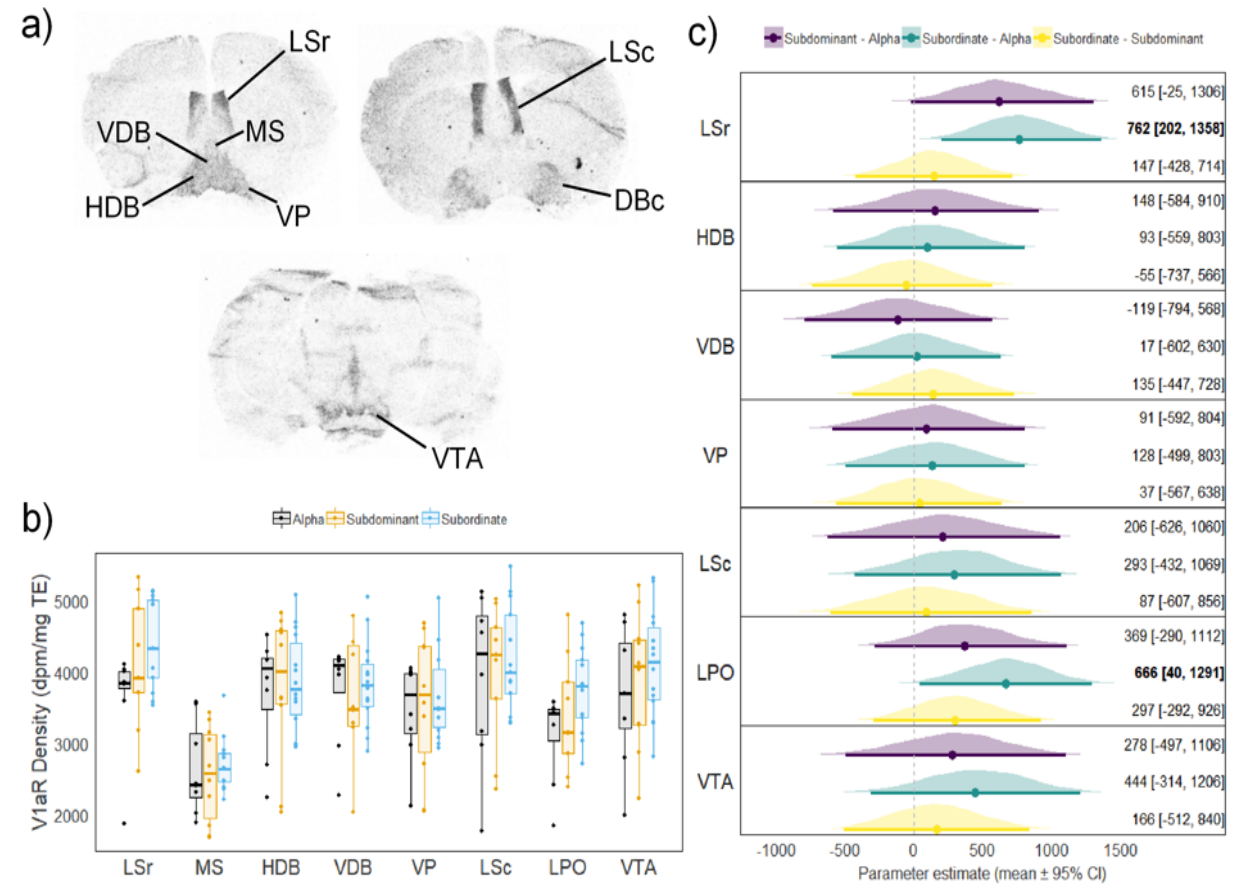 a)
LSr
VDB
MS
HDB
VP
LSc
DBc
VTA
b)
Alpha Subdominant Subordinate
V1aR Density (dpm/mg TE)
5000
4000
3000
2000
LSr MS HDB VDB VP LSc LPO VTA
c)
Subdominant - Alpha Subordinate - Alpha Subordinate - Subdominant
LSr
615 [-25, 1306]
762 [202, 1358]
147 [-428, 714]
HDB
148 [-584, 910]
93 [-559, 803]
-55 [-737, 566]
VDB
-119 [-794, 568]
17 [-602, 630]
135 [-447, 728]
VP
91 [-592, 804]
128 [-499, 803]
37 [-567, 638]
LSc
206 [-626, 1060]
293 [-432, 1069]
87 [-607, 856]
LPO
369 [-290, 1112]
666 [40, 1291]
297 [-292, 926]
VTA
278 [-497, 1106]
444 [-314, 1206]
166 [-512, 840]
-1000 -500 0 500 1000 1500
Parameter estimate (mean ± 95% CI)